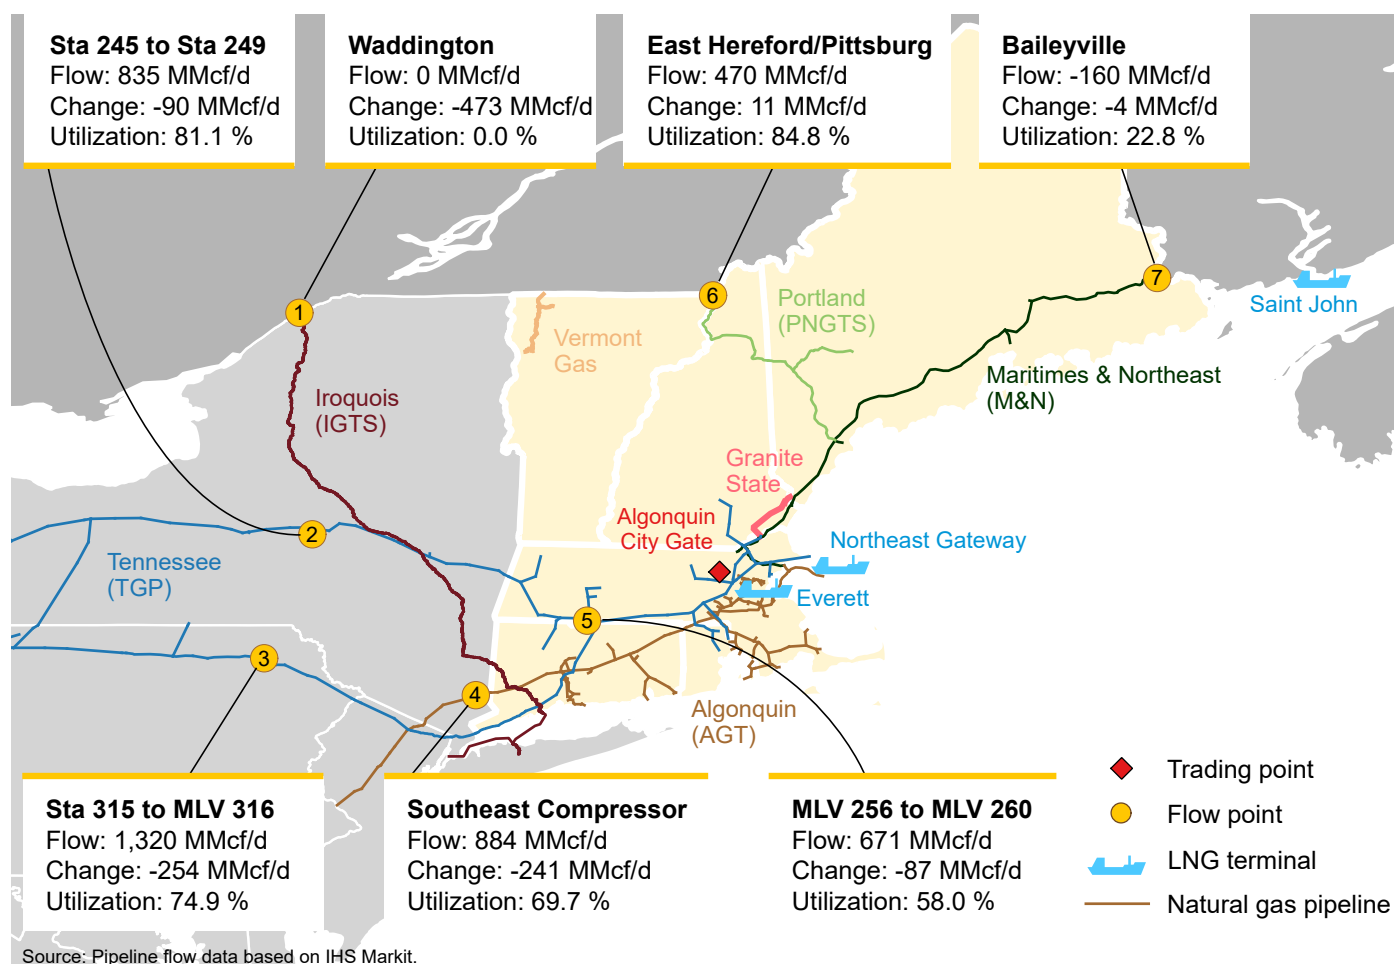 Sta 245 to Sta 249
Flow: 835 MMcf/d
Change: -90 MMcf/d
Utilization: 81.1 %
Waddington
Flow: 0 MMcf/d
Change: -473 MMcf/d
Utilization: 0.0 %
East Hereford/Pittsburg
Flow: 470 MMcf/d
Change: 11 MMcf/d
Utilization: 84.8 %
Baileyville
Flow: -160 MMcf/d
Change: -4 MMcf/d
Utilization: 22.8 %
1
6
7
Portland
(PNGTS)
Saint John
Vermont
Gas
Maritimes & Northeast
(M&N)
Iroquois
(IGTS)
Granite
State
Algonquin
City Gate
2
Northeast Gateway
Tennessee
(TGP)
Everett
5
3
4
Algonquin
(AGT)
Sta 315 to MLV 316
Flow: 1,320 MMcf/d
Change: -254 MMcf/d
Utilization: 74.9 %
Southeast Compressor
Flow: 884 MMcf/d
Change: -241 MMcf/d
Utilization: 69.7 %
MLV 256 to MLV 260
Flow: 671 MMcf/d
Change: -87 MMcf/d
Utilization: 58.0 %
Trading point
Flow point
LNG terminal
Natural gas pipeline
Source: Pipeline flow data based on IHS Markit.